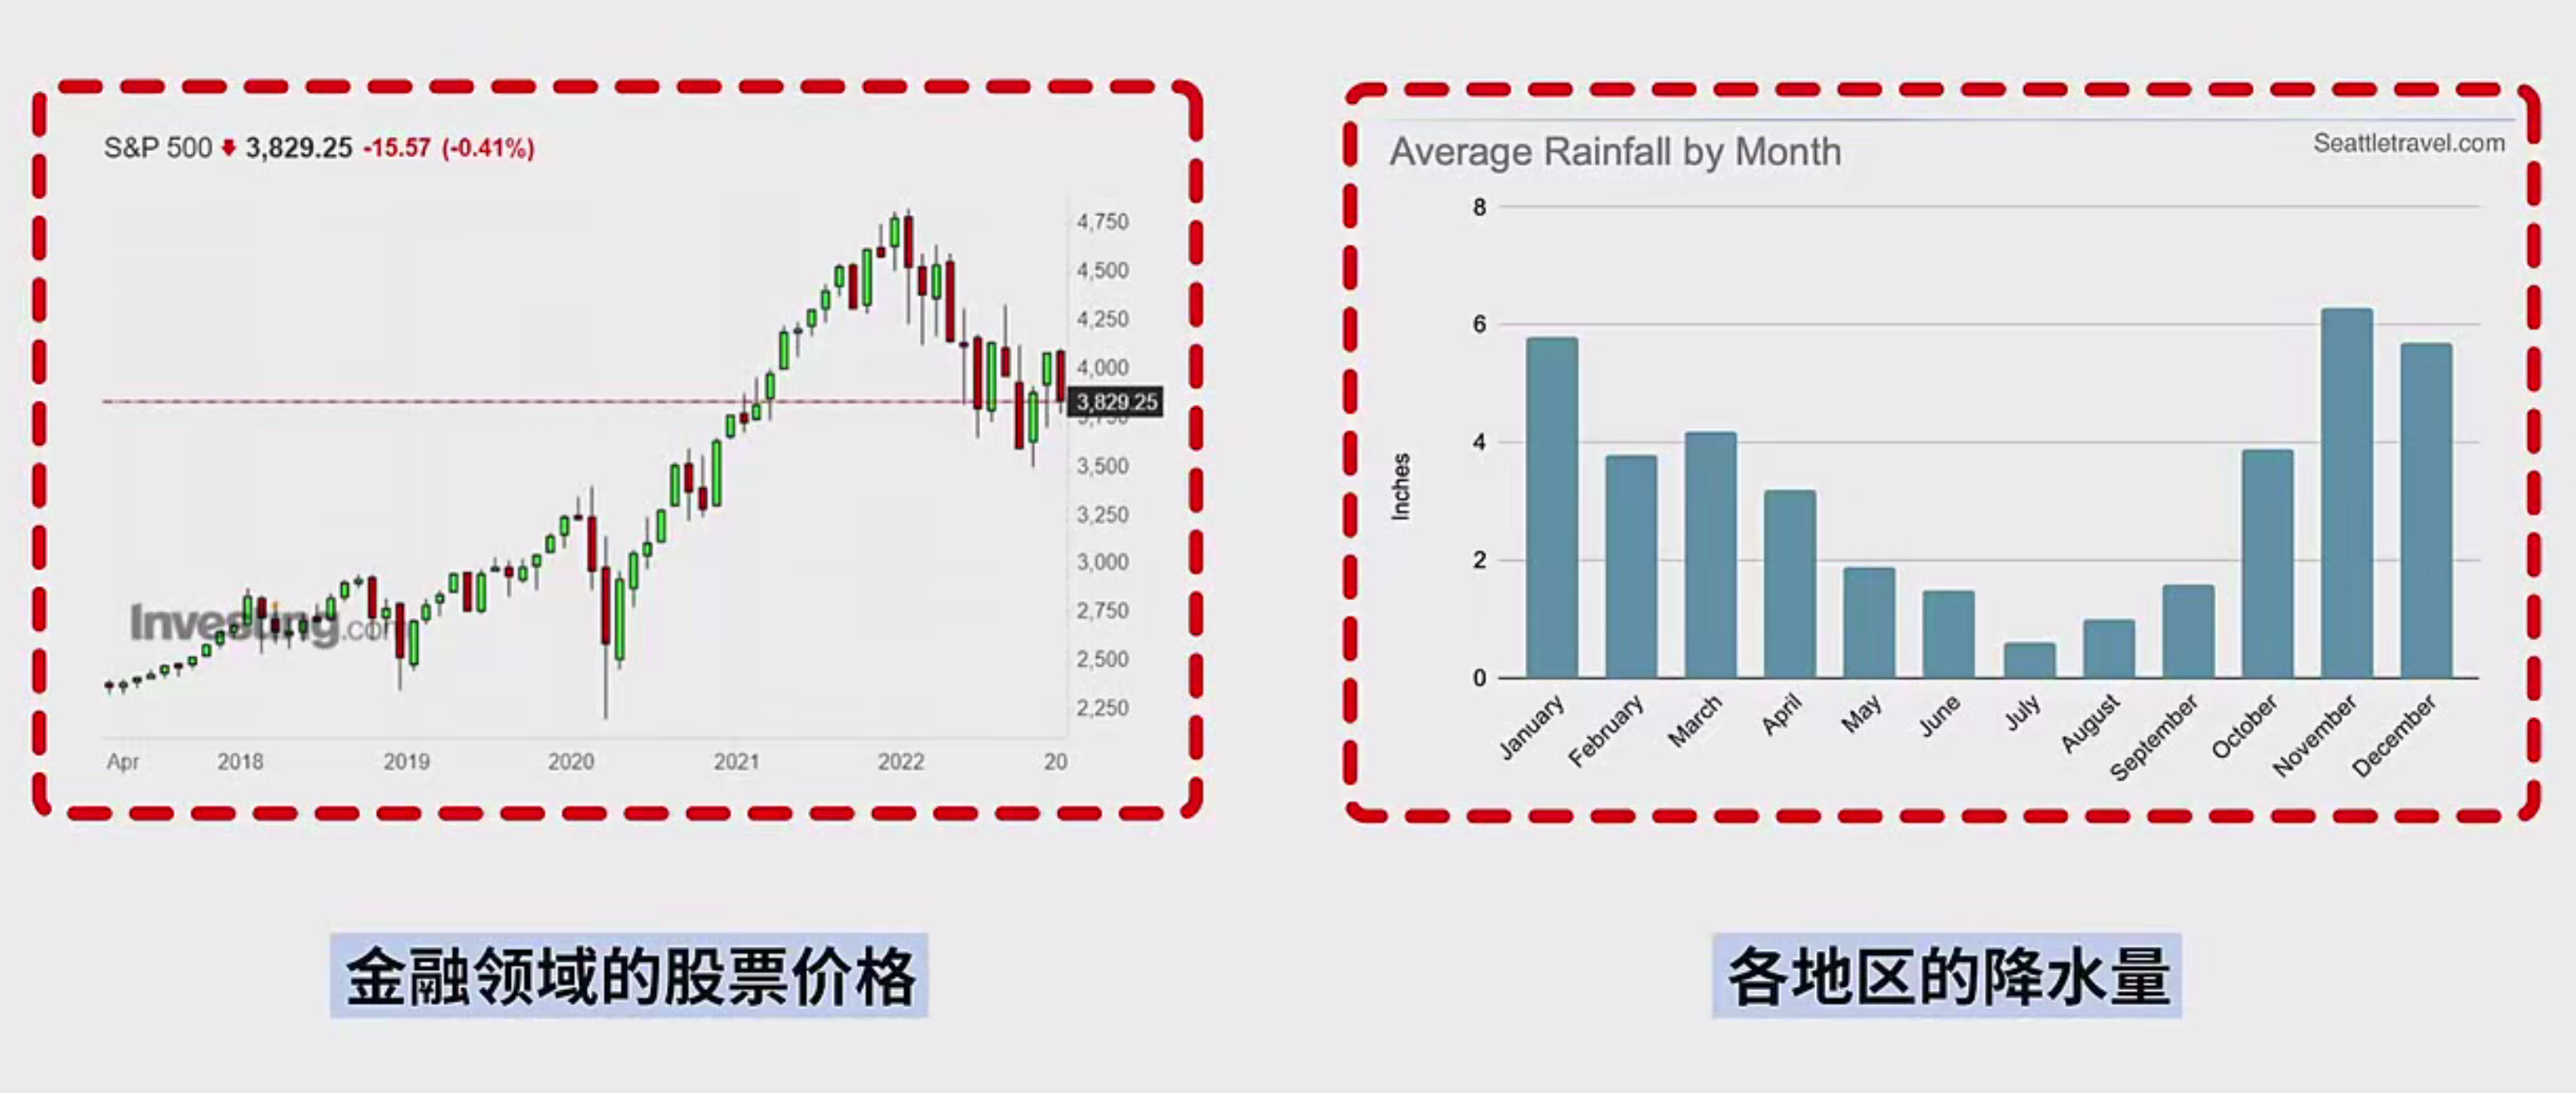 S&P 500 3,829.25 -15.57 (-0.41%)
4,750
4,500
4,250
4,000
3,829.25
3,750
3,500
3,250
3,000
2,750
2,500
2,250
Investing.com
Apr 2018 2019 2020 2021 2022 20
金融领域的股票价格
Seattletravel.com
Average Rainfall by Month
8
6
4
2
0
Inches
January February March April May June July August September October November December
各地区的降水量